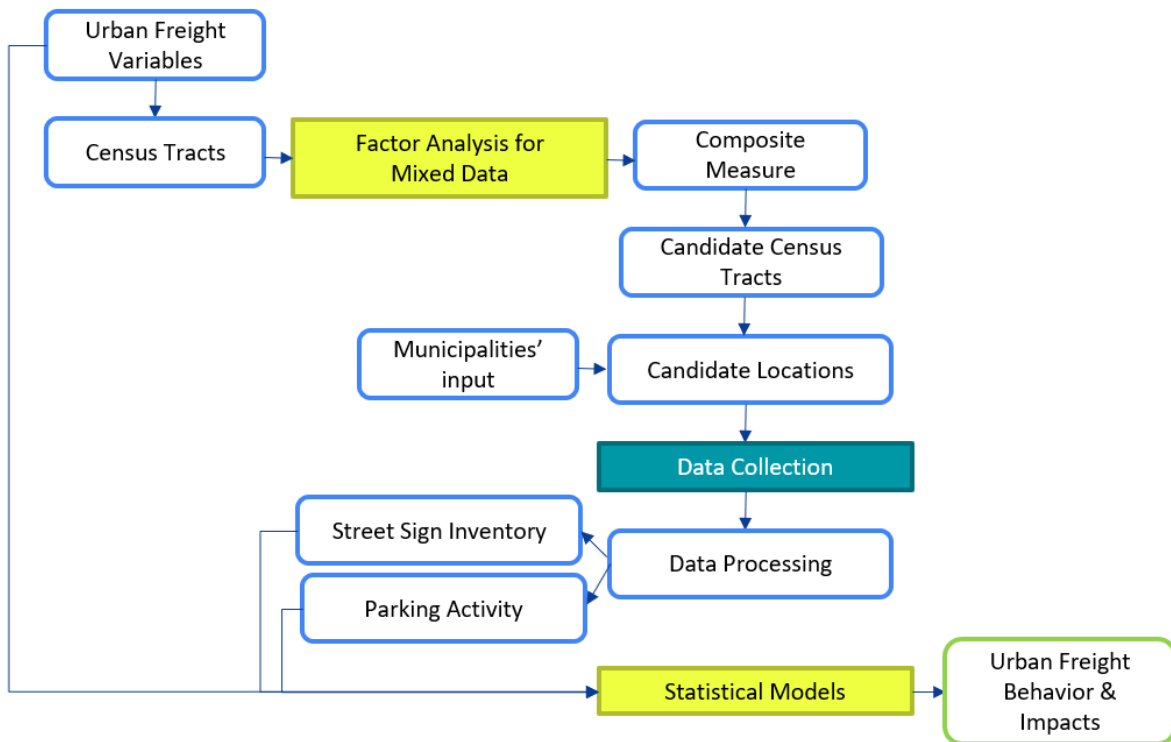 Urban Freight
Variables
Census Tracts
Factor Analysis for
Mixed Data
Composite
Measure
Candidate Census
Tracts
Municipalities’
input
Candidate Locations
Data Collection
Street Sign Inventory
Data Processing
Parking Activity
Statistical Models
Urban Freight
Behavior &
Impacts